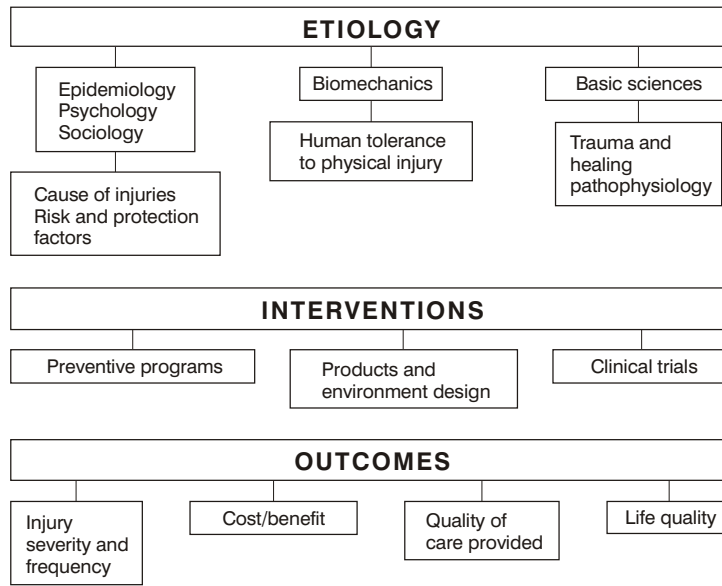 ETIOLOGY
Epidemiology
Psychology
Sociology
Biomechanics
Basic sciences
Cause of injuries
Risk and protection
factors
Human tolerance
to physical injury
Trauma and
healing
pathophysiology
INTERVENTIONS
Preventive programs
Products and
environment design
Clinical trials
OUTCOMES
Injury
severity and
frequency
Cost/benefit
Quality of
care provided
Life quality